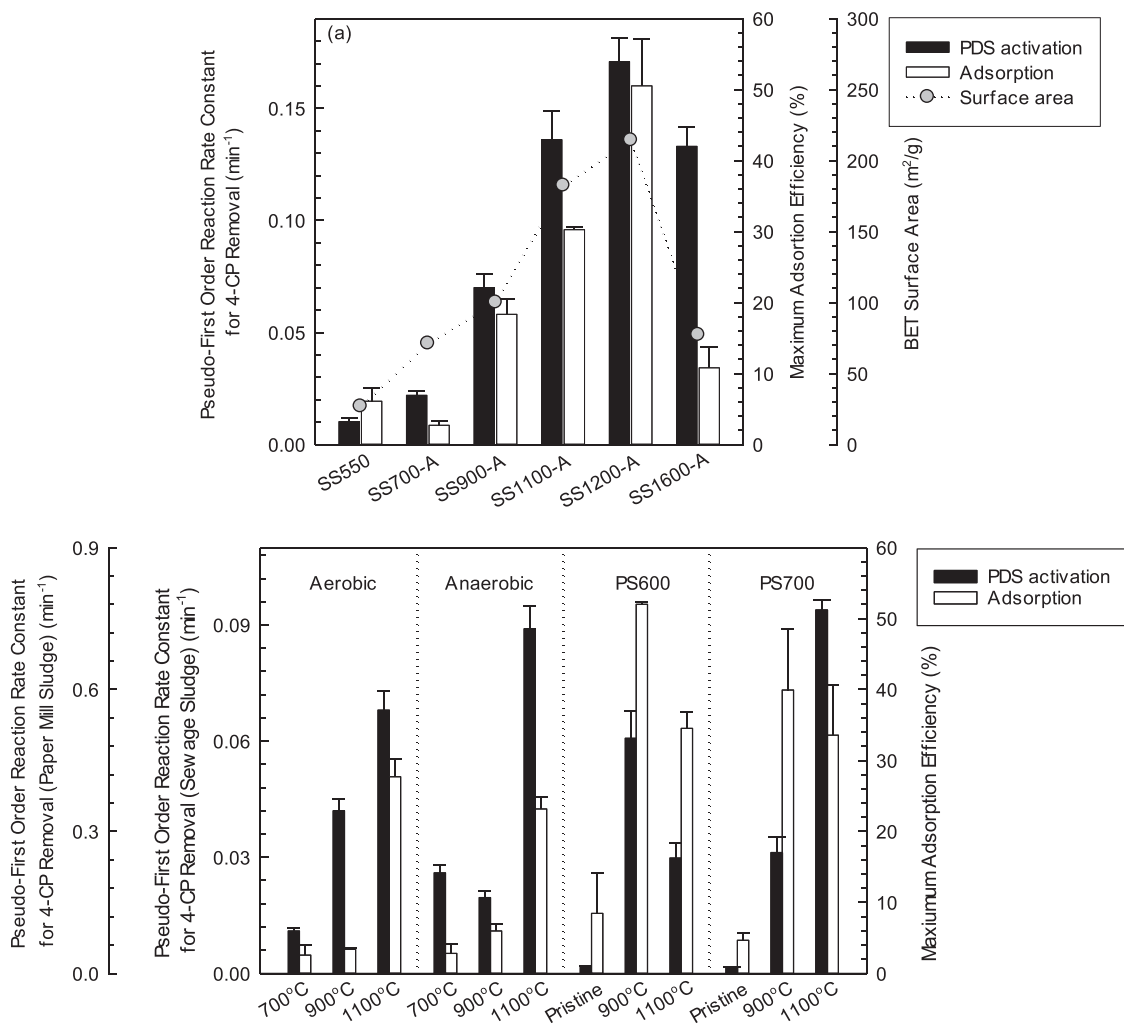 (a)
Pseudo-First Order Reaction Rate Constant
for 4-CP Removal (min-1)
0.15
0.10
0.05
0.00
60
50
40
30
20
10
0
Maximum Adsortion Efficiency (%)
300
250
200
150
100
50
0
BET Surface Area (m2/g)
PDS activation
Adsorption
Surface area
SS550
SS700-A
SS900-A
SS1100-A
SS1200-A
SS1600-A
Pseudo-First Order Reaction Rate Constant
for 4-CP Removal (Paper Mill Sludge) (min-1)
0.9
0.6
0.3
0.0
Pseudo-First Order Reaction Rate Constant
for 4-CP Removal (Sewage Sludge) (min-1)
0.09
0.06
0.03
0.00
Aerobic
Anaerobic
PS600
PS700
60
50
40
30
20
10
0
Maxiumum Adsorption Efficiency (%)
PDS activation
Adsorption
700°C
900°C
1100°C
700°C
900°C
1100°C
Pristine
900°C
1100°C
Pristine
900°C
1100°C